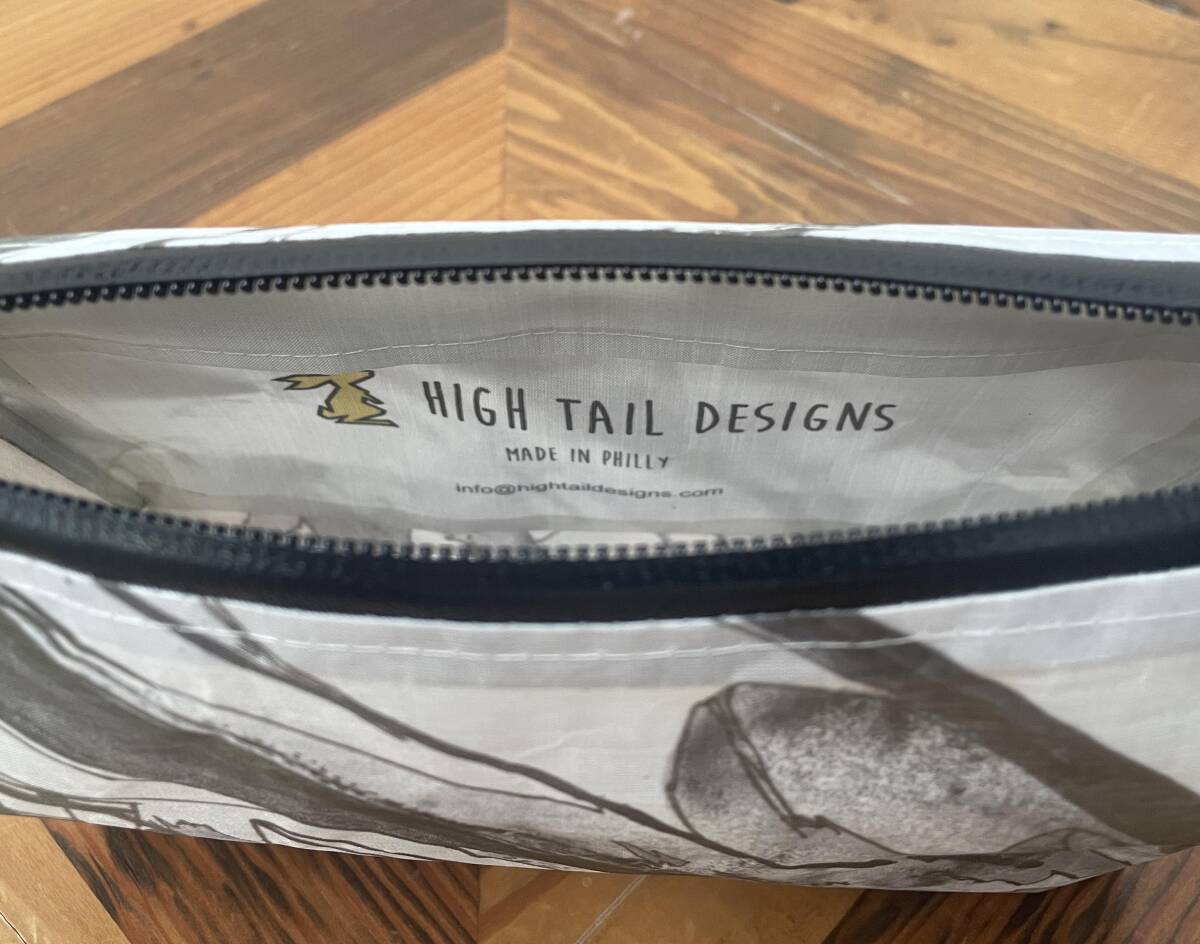 HIGH TAIL DESIGNS
MADE IN PHILLY
info@hightaildesigns.com